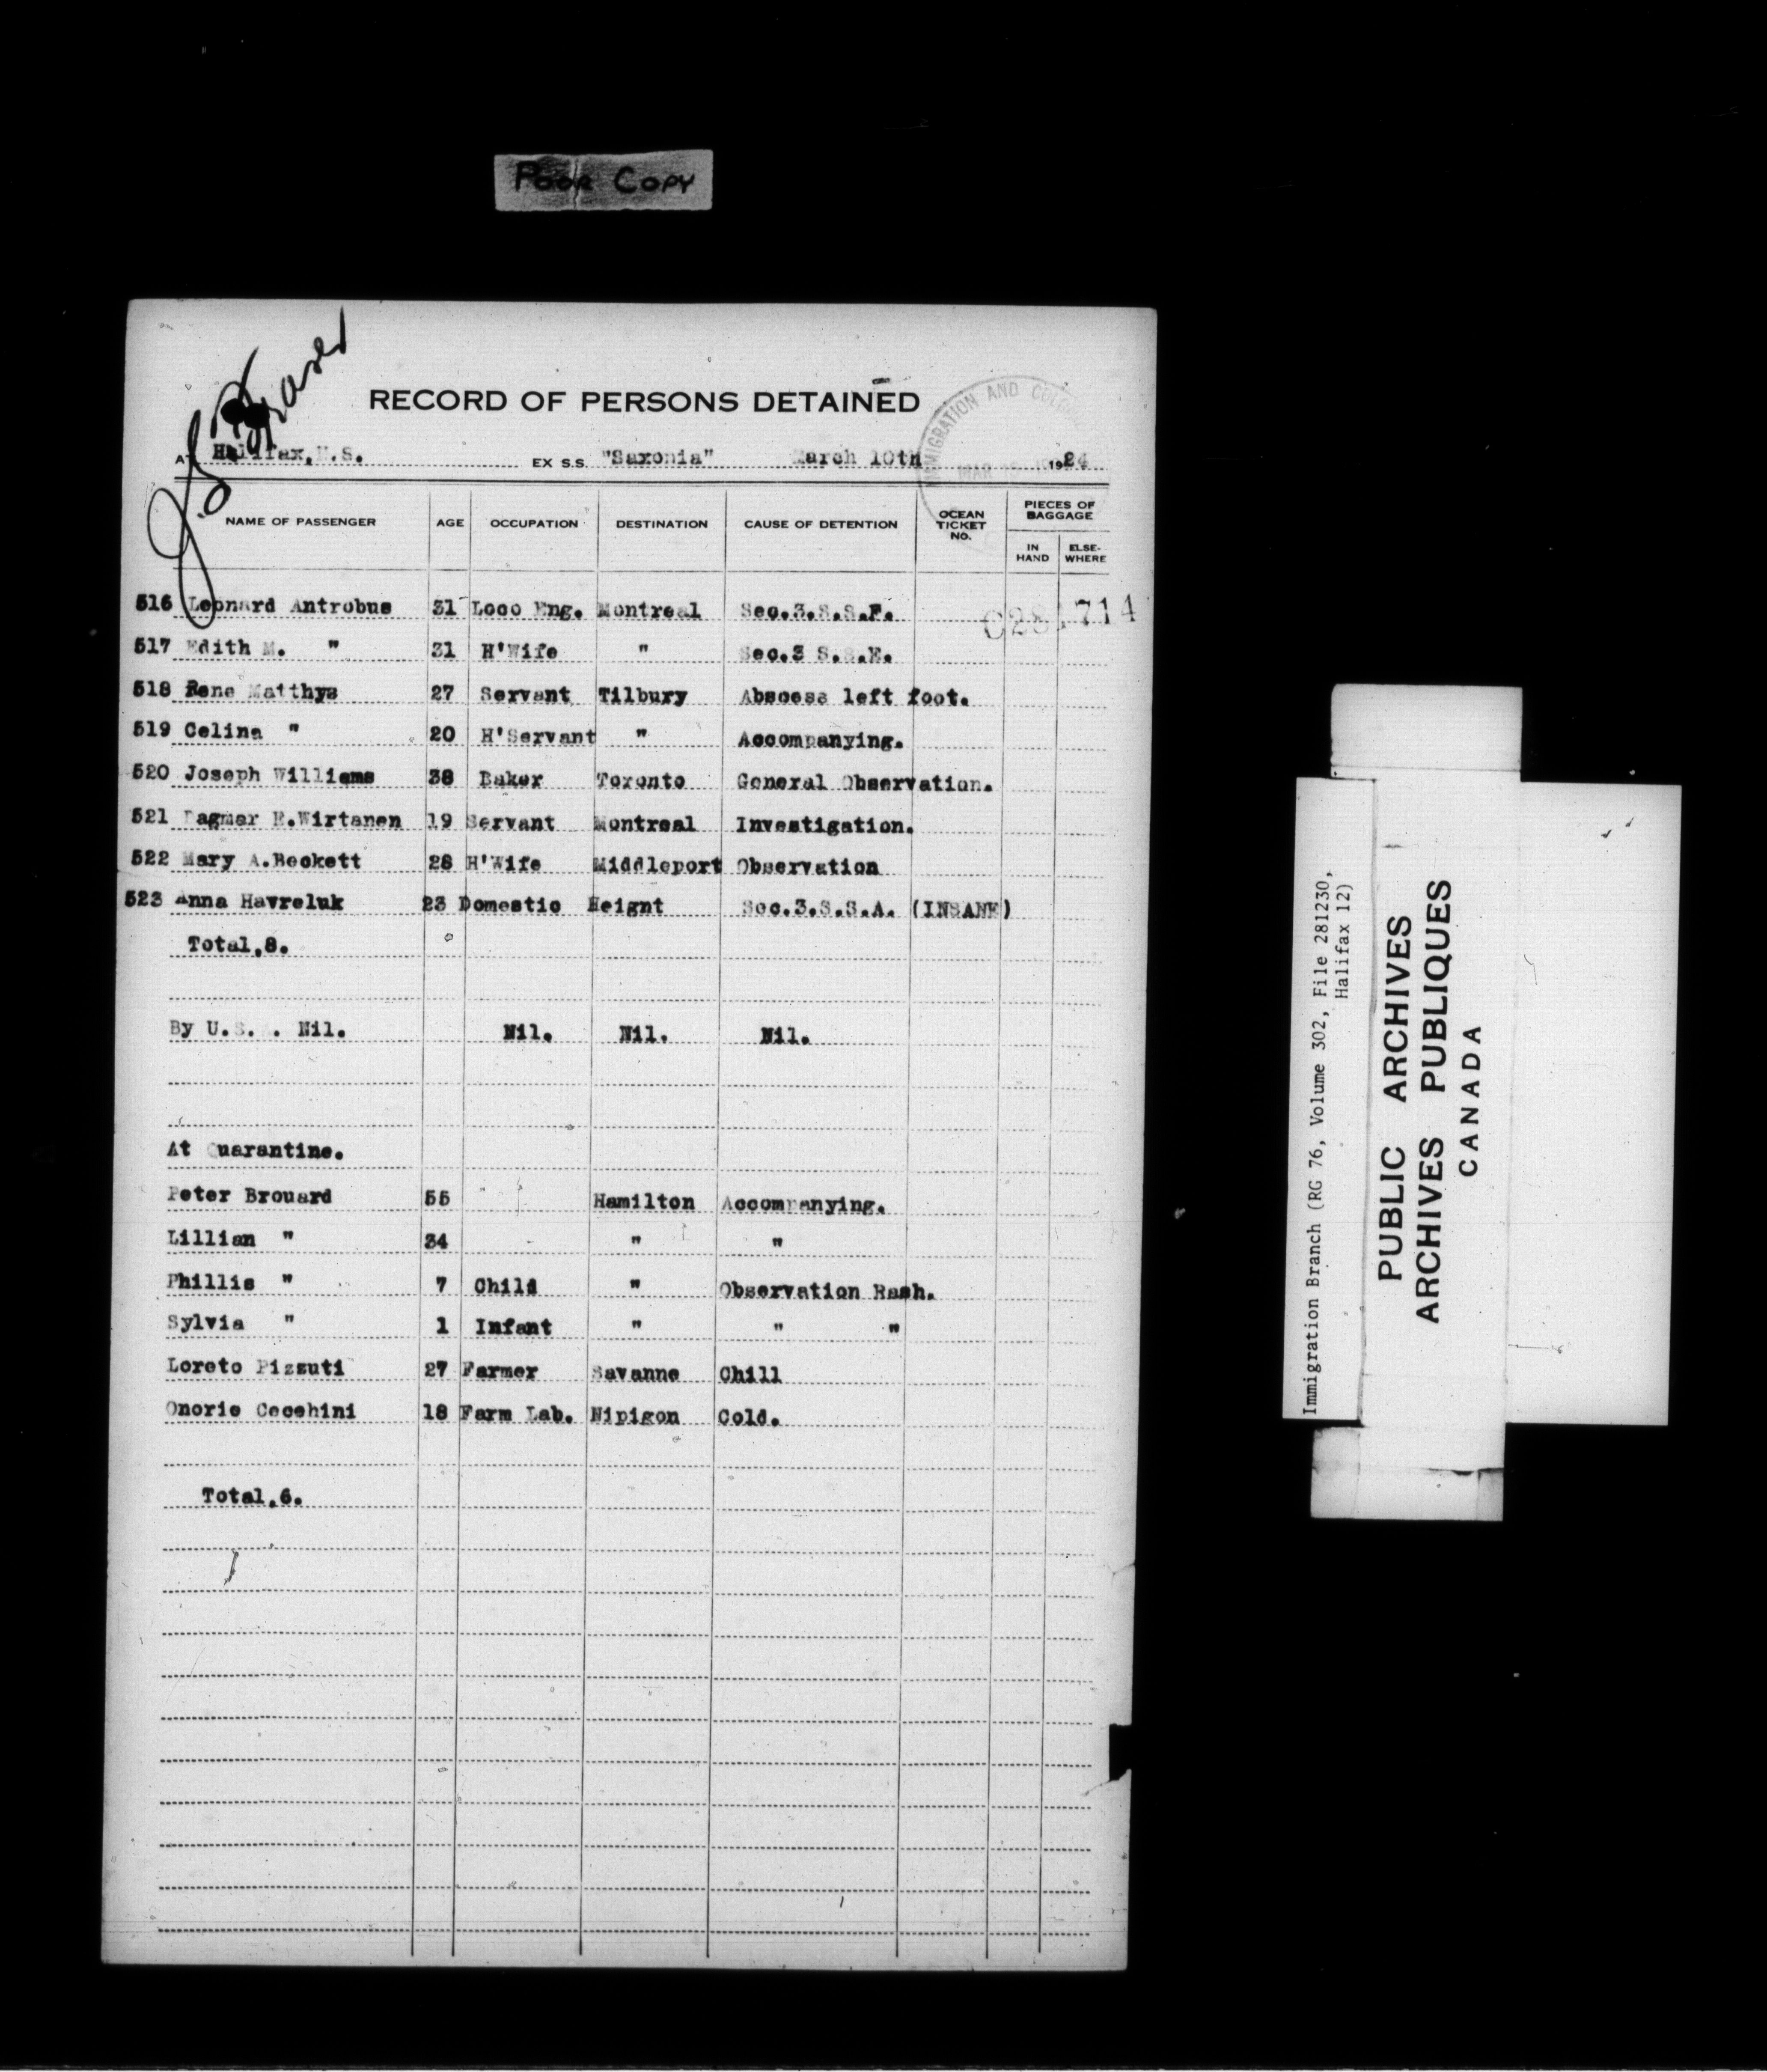 Poor Copy
J. S. Fraser
RECORD OF PERSONS DETAINED
IMMIGRATION AND
MAR
AT Halifax, N.S. EX S.S. "Saxonia" March 10th 1924
NAME OF PASSENGER AGE OCCUPATION DESTINATION CAUSE OF DETENTION OCEAN TICKET NO. PIECES OF BAGGAGE
IN HAND ELSE-WHERE
516 Leonard Antrobus 31 Loco Eng. Montreal Sec.3.S.S.F. 714
517 Edith M. " 31 H'Wife " Sec.3 S.S.E.
518 Rene Matthys 27 Servant Tilbury Abscess left foot.
519 Celina " 20 H'Servant " Accompanying.
520 Joseph Williams 38 Baker Toronto General Observation.
521 Dagmar E.Wirtanen 19 Servant Montreal Investigation.
522 Mary A.Beckett 28 H'Wife Middleport Observation
523 Anna Havreluk 23 Domestic Heignt Sec.3.S.S.A. (INSANE)
Total,8.
By U.S. . Nil. Nil. Nil. Nil.
At Quarantine.
Peter Brouard 55 Hamilton Accompanying.
Lillian " 34 " "
Phillis " 7 Child " Observation Rash.
Sylvia " 1 Infant " " "
Loreto Pizzuti 27 Farmer Savanne Chill
Onorio Cecchini 18 Farm Lab. Nipigon Cold.
Total,6.
Immigration Branch (RG 76, Volume 302, File 281230,
Halifax 12)
PUBLIC ARCHIVES
ARCHIVES PUBLIQUES
CANADA